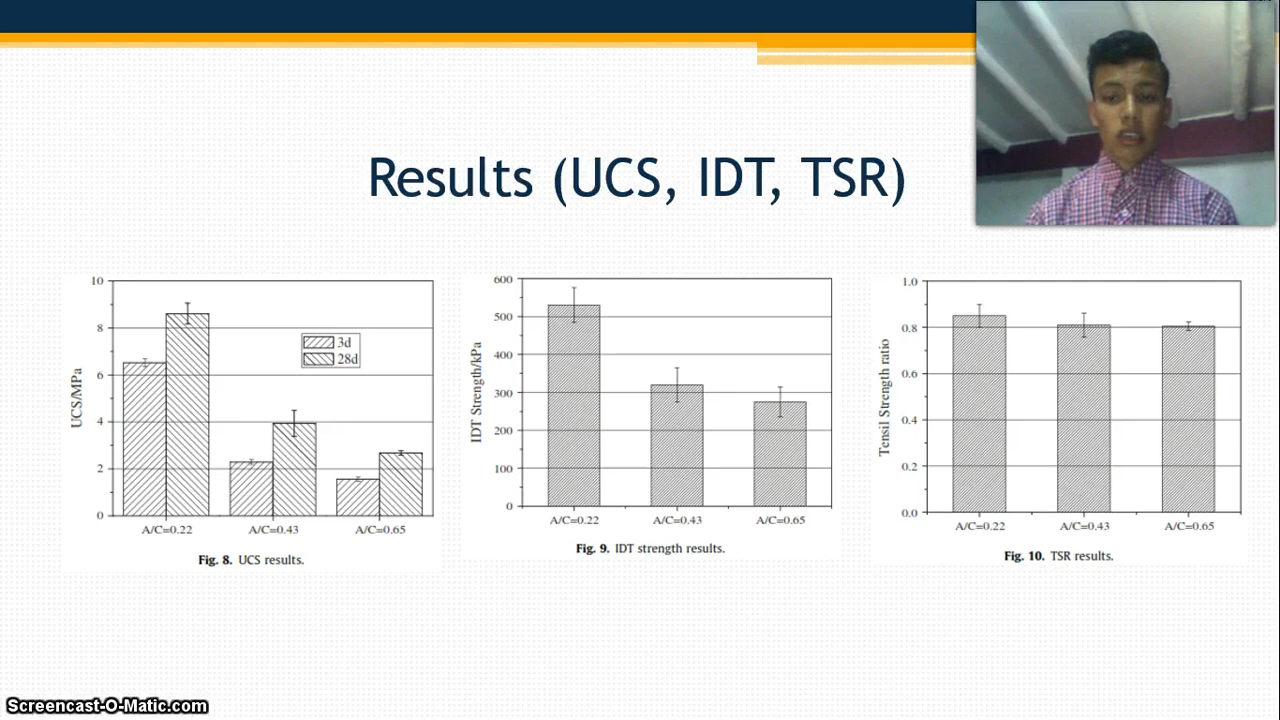 Results (UCS, IDT, TSR)
10
8
6
4
2
0
UCS/MPa
3d
28d
A/C=0.22 A/C=0.43 A/C=0.65
Fig. 8. UCS results.
600
500
400
300
200
100
0
IDT Strength/kPa
A/C=0.22 A/C=0.43 A/C=0.65
Fig. 9. IDT strength results.
1.0
0.8
0.6
0.4
0.2
0.0
Tensil Strength ratio
A/C=0.22 A/C=0.43 A/C=0.65
Fig. 10. TSR results.
Screencast-O-Matic.com